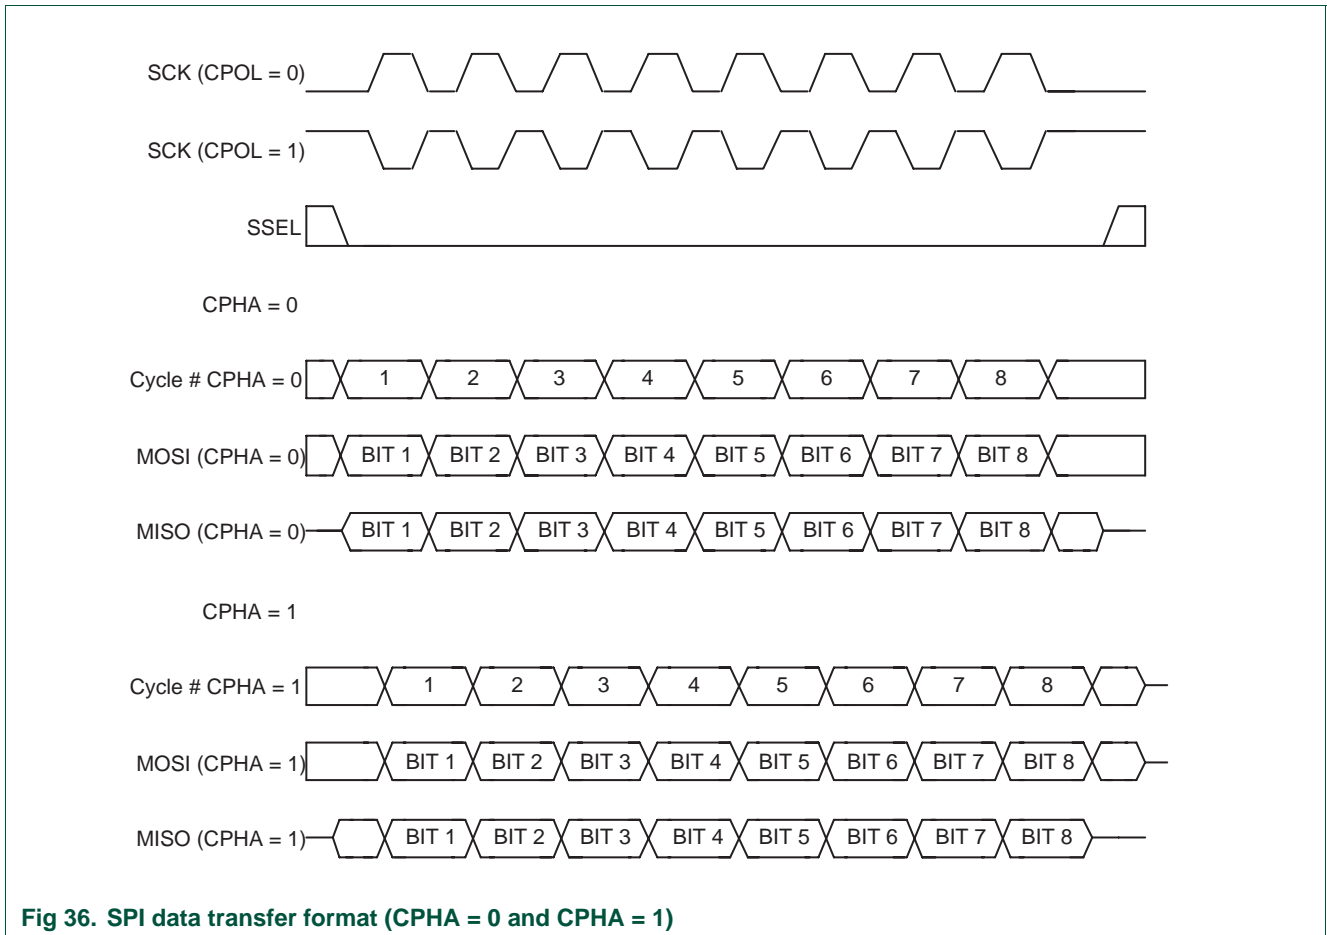 SCK (CPOL = 0)
SCK (CPOL = 1)
SSEL
CPHA = 0
Cycle # CPHA = 0 1 2 3 4 5 6 7 8
MOSI (CPHA = 0) BIT 1 BIT 2 BIT 3 BIT 4 BIT 5 BIT 6 BIT 7 BIT 8
MISO (CPHA = 0) BIT 1 BIT 2 BIT 3 BIT 4 BIT 5 BIT 6 BIT 7 BIT 8
CPHA = 1
Cycle # CPHA = 1 1 2 3 4 5 6 7 8
MOSI (CPHA = 1) BIT 1 BIT 2 BIT 3 BIT 4 BIT 5 BIT 6 BIT 7 BIT 8
MISO (CPHA = 1) BIT 1 BIT 2 BIT 3 BIT 4 BIT 5 BIT 6 BIT 7 BIT 8
Fig 36. SPI data transfer format (CPHA = 0 and CPHA = 1)